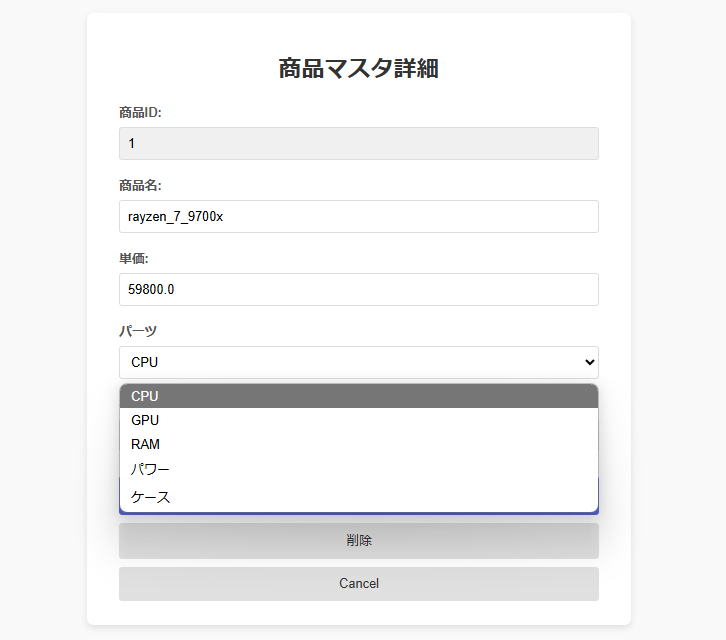 商品マスタ詳細
商品ID:
1
商品名:
rayzen_7_9700x
単価:
59800.0
パーツ
CPU
CPU
GPU
RAM
パワー
ケース
削除
Cancel